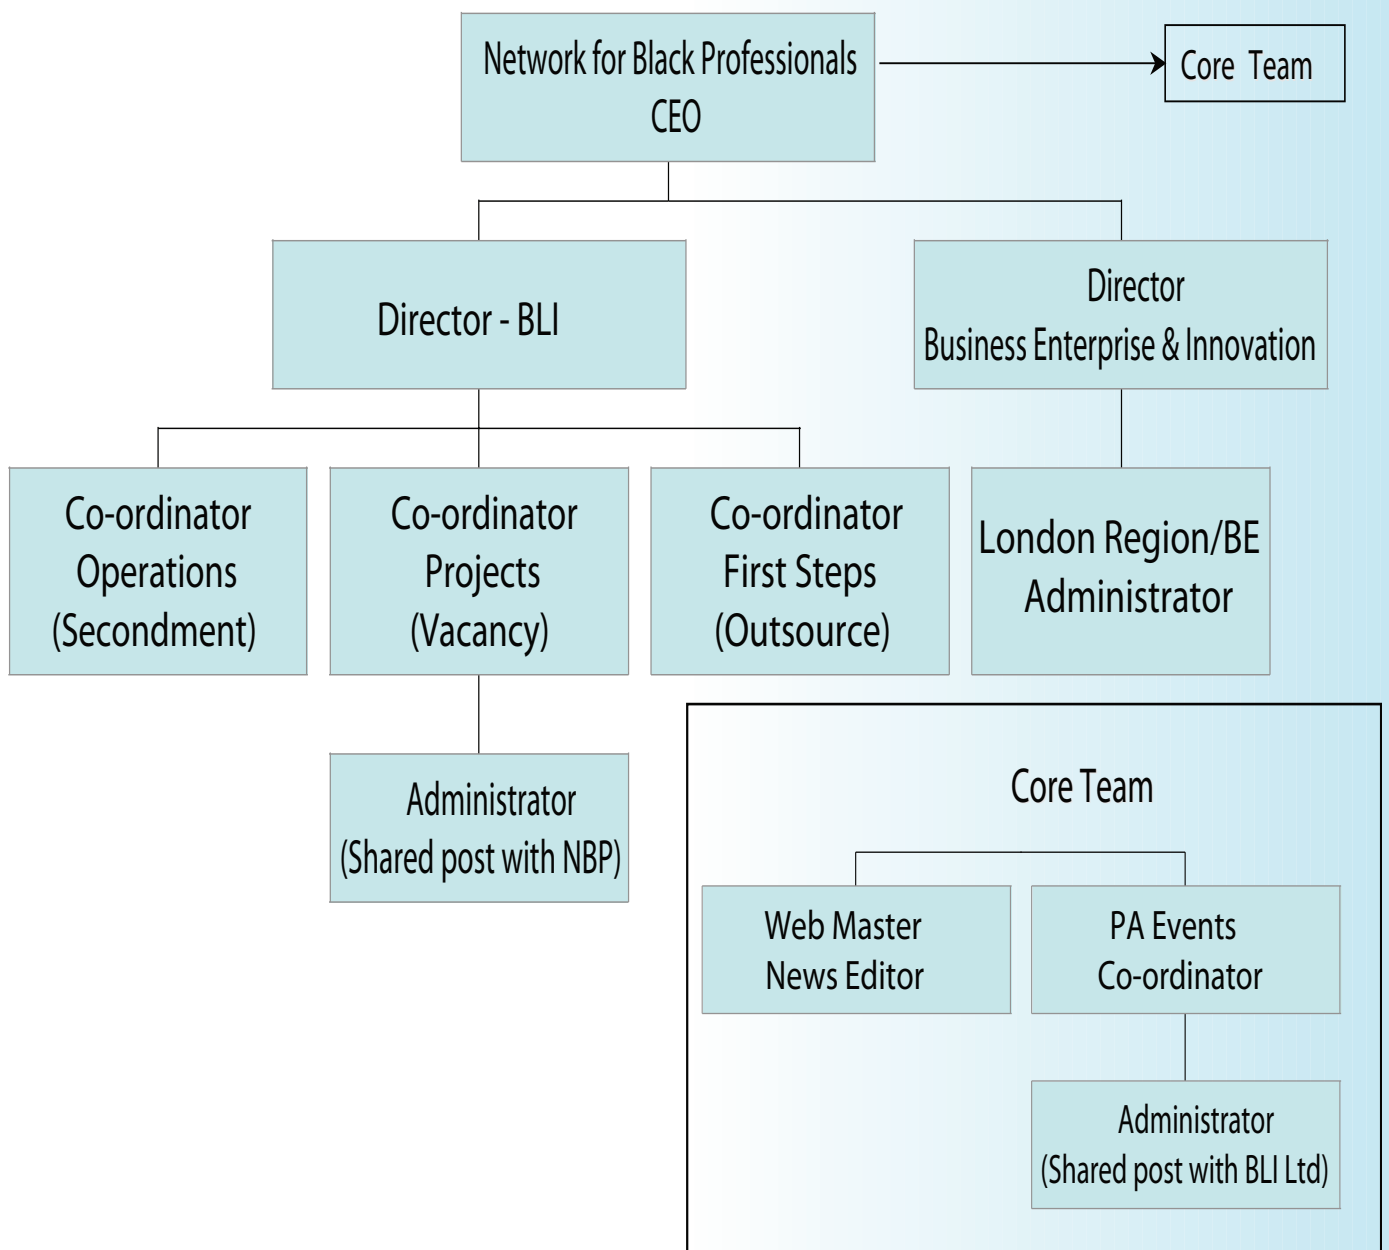 Network for Black Professionals
CEO
Core Team
Director - BLI
Director
Business Enterprise & Innovation
Co-ordinator
Operations
(Secondment)
Co-ordinator
Projects
(Vacancy)
Co-ordinator
First Steps
(Outsource)
London Region/BE
Administrator
Administrator
(Shared post with NBP)
Core Team
Web Master
News Editor
PA Events
Co-ordinator
Administrator
(Shared post with BLI Ltd)